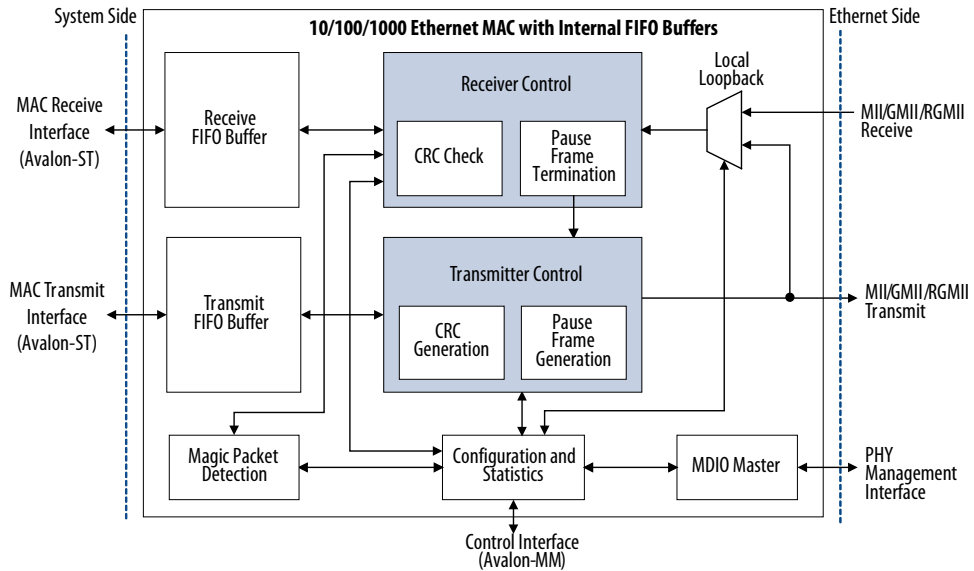 System Side
Ethernet Side
10/100/1000 Ethernet MAC with Internal FIFO Buffers
Local
Loopback
MAC Receive
Interface
(Avalon-ST)
Receive
FIFO Buffer
Receiver Control
CRC Check
Pause
Frame
Termination
MII/GMII/RGMII
Receive
MAC Transmit
Interface
(Avalon-ST)
Transmit
FIFO Buffer
Transmitter Control
CRC
Generation
Pause
Frame
Generation
MII/GMII/RGMII
Transmit
Magic Packet
Detection
Configuration and
Statistics
MDIO Master
PHY
Management
Interface
Control Interface
(Avalon-MM)